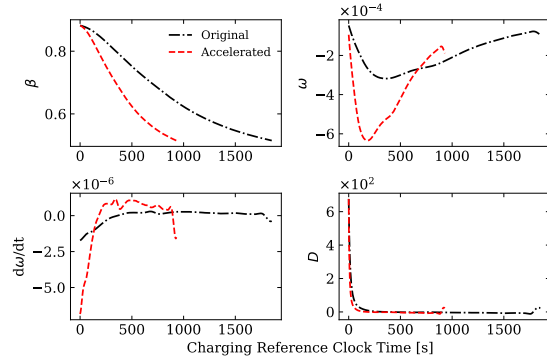 ×10⁻⁴
Original
Accelerated
0.8
0.6
β
0 500 1000 1500
−2
−4
−6
ω
0 500 1000 1500
×10⁻⁶
0.0
−2.5
−5.0
dω/dt
0 500 1000 1500
×10²
6
4
2
0
D
0 500 1000 1500
Charging Reference Clock Time [s]